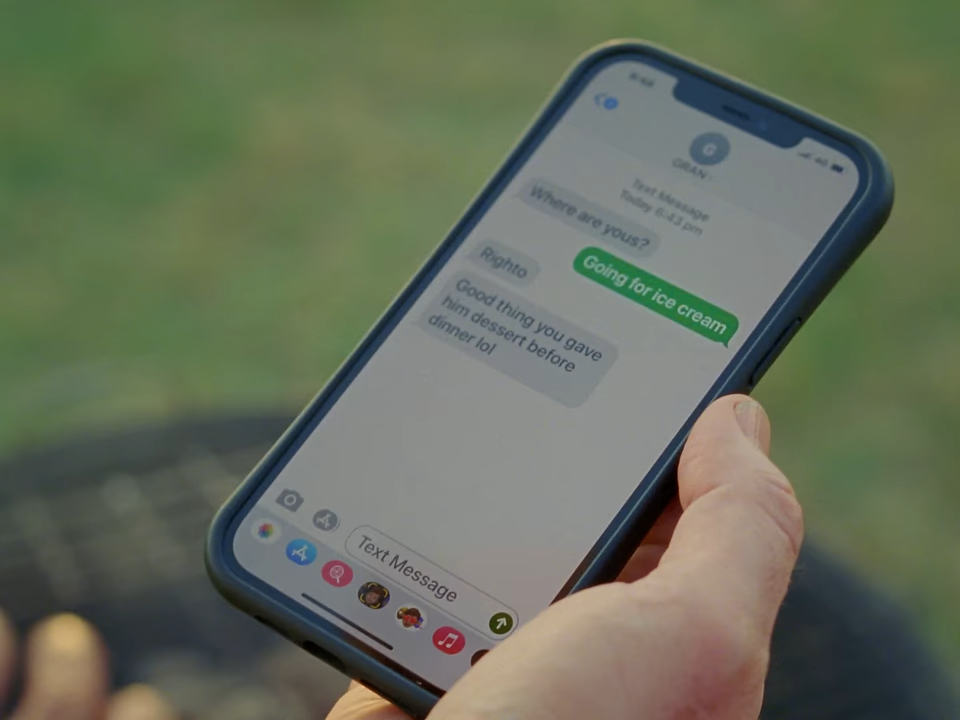 G
GRAN
Text Message
Today 6:43 pm
Where are yous?
Going for ice cream
Righto
Good thing you gave
him dessert before
dinner lol
Text Message